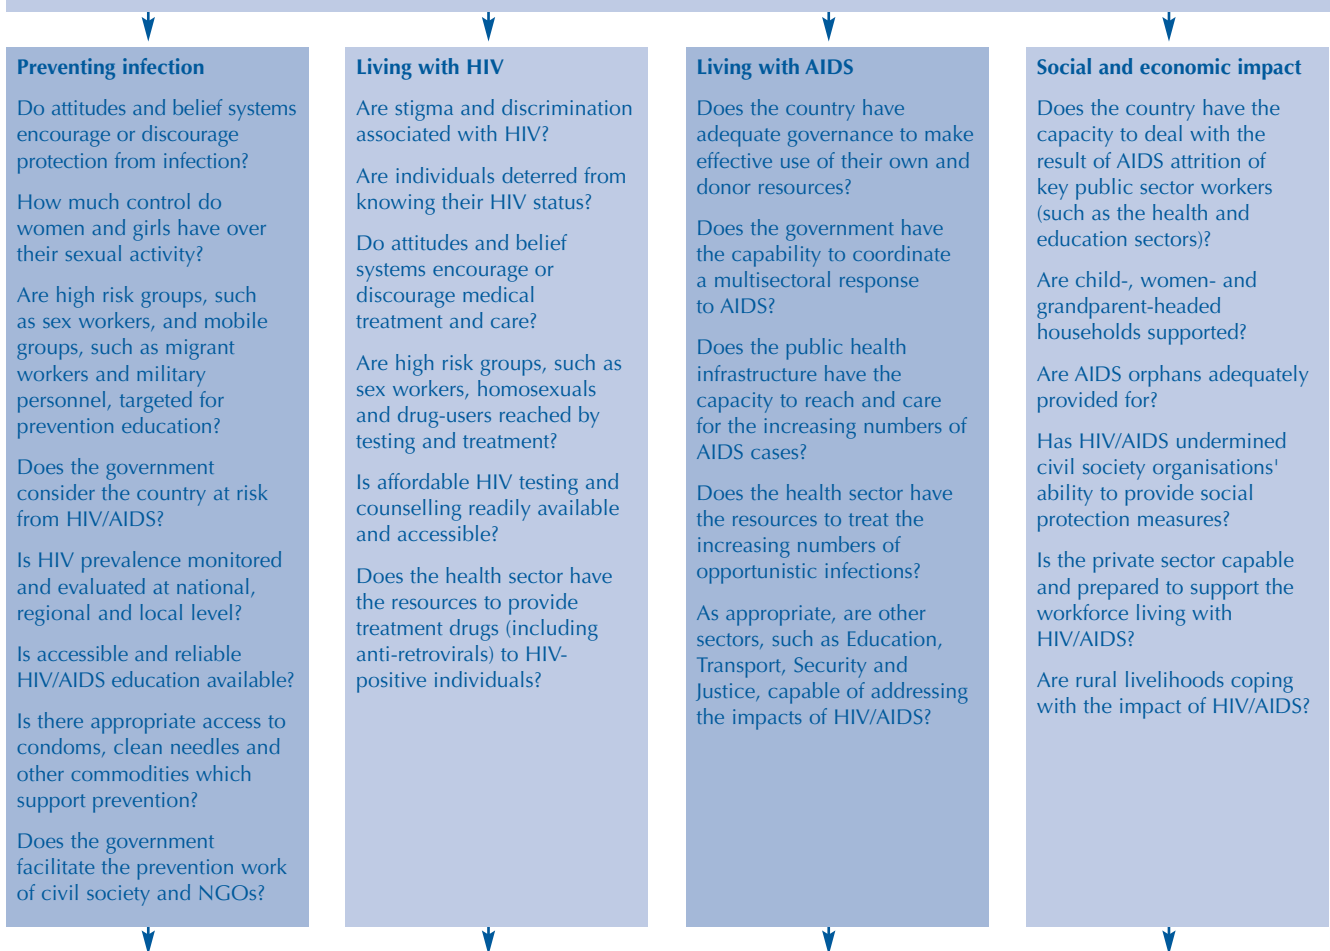 Preventing infection
Do attitudes and belief systems
encourage or discourage
protection from infection?
How much control do
women and girls have over
their sexual activity?
Are high risk groups, such
as sex workers, and mobile
groups, such as migrant
workers and military
personnel, targeted for
prevention education?
Does the government
consider the country at risk
from HIV/AIDS?
Is HIV prevalence monitored
and evaluated at national,
regional and local level?
Is accessible and reliable
HIV/AIDS education available?
Is there appropriate access to
condoms, clean needles and
other commodities which
support prevention?
Does the government
facilitate the prevention work
of civil society and NGOs?
Living with HIV
Are stigma and discrimination
associated with HIV?
Are individuals deterred from
knowing their HIV status?
Do attitudes and belief
systems encourage or
discourage medical
treatment and care?
Are high risk groups, such as
sex workers, homosexuals
and drug-users reached by
testing and treatment?
Is affordable HIV testing and
counselling readily available
and accessible?
Does the health sector have
the resources to provide
treatment drugs (including
anti-retrovirals) to HIV-
positive individuals?
Living with AIDS
Does the country have
adequate governance to make
effective use of their own and
donor resources?
Does the government have
the capability to coordinate
a multisectoral response
to AIDS?
Does the public health
infrastructure have the
capacity to reach and care
for the increasing numbers of
AIDS cases?
Does the health sector have
the resources to treat the
increasing numbers of
opportunistic infections?
As appropriate, are other
sectors, such as Education,
Transport, Security and
Justice, capable of addressing
the impacts of HIV/AIDS?
Social and economic impact
Does the country have the
capacity to deal with the
result of AIDS attrition of
key public sector workers
(such as the health and
education sectors)?
Are child-, women- and
grandparent-headed
households supported?
Are AIDS orphans adequately
provided for?
Has HIV/AIDS undermined
civil society organisations'
ability to provide social
protection measures?
Is the private sector capable
and prepared to support the
workforce living with
HIV/AIDS?
Are rural livelihoods coping
with the impact of HIV/AIDS?